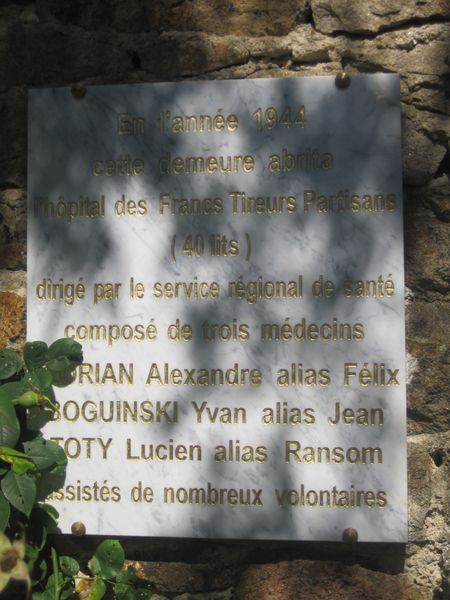 En l'année 1944
cette demeure abrita
l'hôpital des Francs Tireurs Partisans
( 40 lits )
dirigé par le service régional de santé
composé de trois médecins
Alexandre alias Félix
BOGUINSKI Yvan alias Jean
TOTY Lucien alias Ransom
assistés de nombreux volontaires